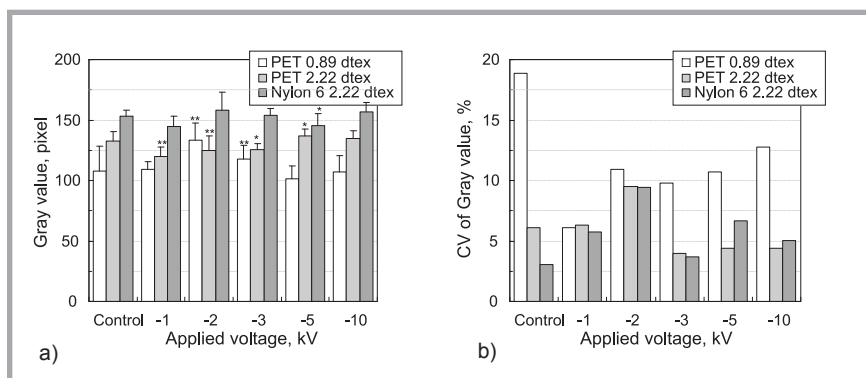 200
150
100
50
0
Gray value, pixel
PET 0.89 dtex
PET 2.22 dtex
Nylon 6 2.22 dtex
**
**
**
**
*
*
*
Control -1 -2 -3 -5 -10
Applied voltage, kV
a)
20
15
10
5
0
CV of Gray value, %
PET 0.89 dtex
PET 2.22 dtex
Nylon 6 2.22 dtex
Control -1 -2 -3 -5 -10
Applied voltage, kV
b)